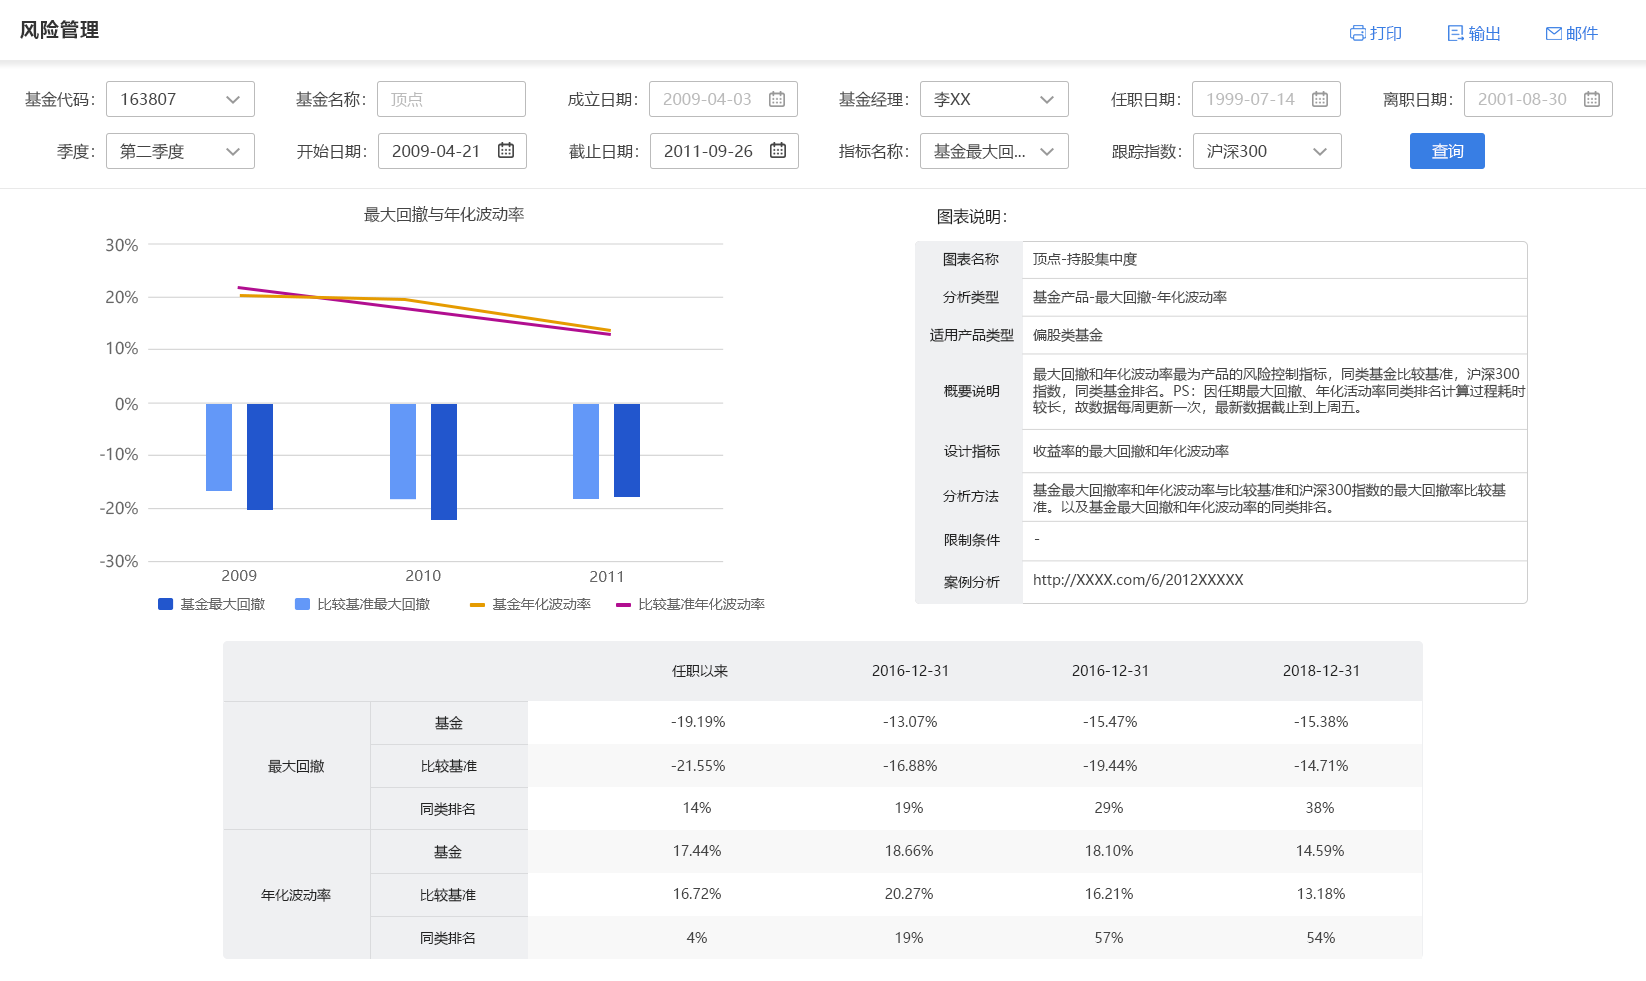 风险管理
打印 输出 邮件
基金代码： 163807 基金名称： 顶点 成立日期： 2009-04-03 基金经理： 李XX 任职日期： 1999-07-14 离职日期： 2001-08-30
季度： 第二季度 开始日期： 2009-04-21 截止日期： 2011-09-26 指标名称： 基金最大回... 跟踪指数： 沪深300 查询
最大回撤与年化波动率
30%
20%
10%
0%
-10%
-20%
-30%
2009 2010 2011
基金最大回撤 比较基准最大回撤 基金年化波动率 比较基准年化波动率
图表说明：
图表名称 顶点-持股集中度
分析类型 基金产品-最大回撤-年化波动率
适用产品类型 偏股类基金
概要说明 最大回撤和年化波动率最为产品的风险控制指标，同类基金比较基准，沪深300
指数，同类基金排名。PS：因任期最大回撤、年化活动率同类排名计算过程耗时
较长，故数据每周更新一次，最新数据截止到上周五。
设计指标 收益率的最大回撤和年化波动率
分析方法 基金最大回撤率和年化波动率与比较基准和沪深300指数的最大回撤率比较基
准。以及基金最大回撤和年化波动率的同类排名。
限制条件 -
案例分析 http://XXXX.com/6/2012XXXXX
任职以来 2016-12-31 2016-12-31 2018-12-31
最大回撤
基金 -19.19% -13.07% -15.47% -15.38%
比较基准 -21.55% -16.88% -19.44% -14.71%
同类排名 14% 19% 29% 38%
年化波动率
基金 17.44% 18.66% 18.10% 14.59%
比较基准 16.72% 20.27% 16.21% 13.18%
同类排名 4% 19% 57% 54%